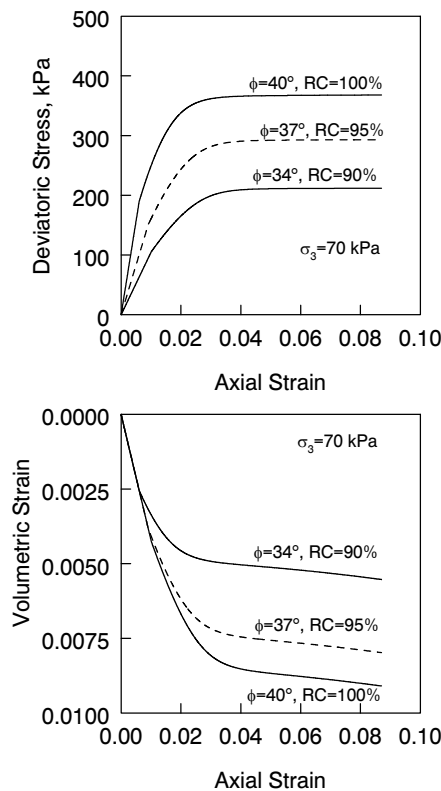 500
400
300
200
100
0
Deviatoric Stress, kPa
ϕ=40°, RC=100%
ϕ=37°, RC=95%
ϕ=34°, RC=90%
σ3=70 kPa
0.00 0.02 0.04 0.06 0.08 0.10
Axial Strain
0.0000
0.0025
0.0050
0.0075
0.0100
Volumetric Strain
σ3=70 kPa
ϕ=34°, RC=90%
ϕ=37°, RC=95%
ϕ=40°, RC=100%
0.00 0.02 0.04 0.06 0.08 0.10
Axial Strain